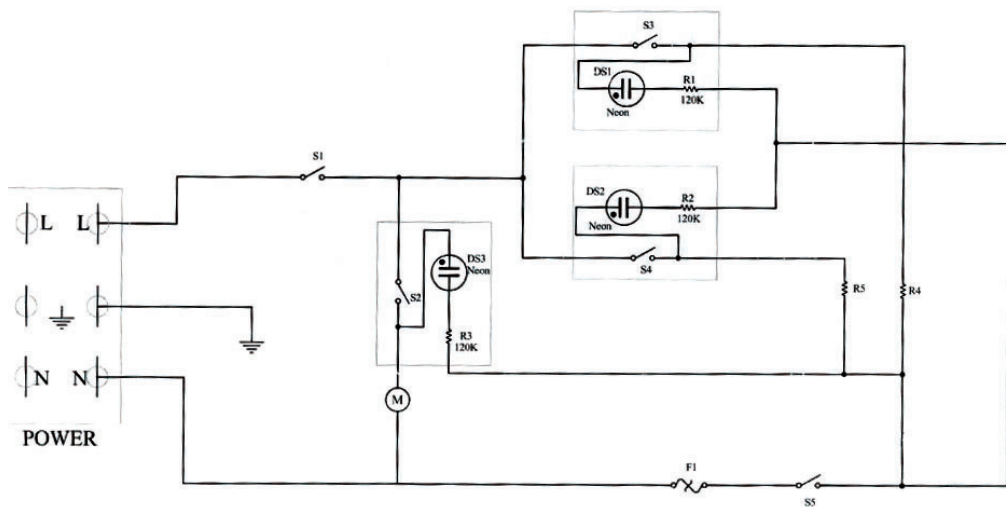 S3
DS1
R1
120K
Neon
S1
DS2
R2
120K
Neon
S4
L L
DS3
Neon
S2
R5
R4
R3
120K
N N
M
POWER
F1
S5